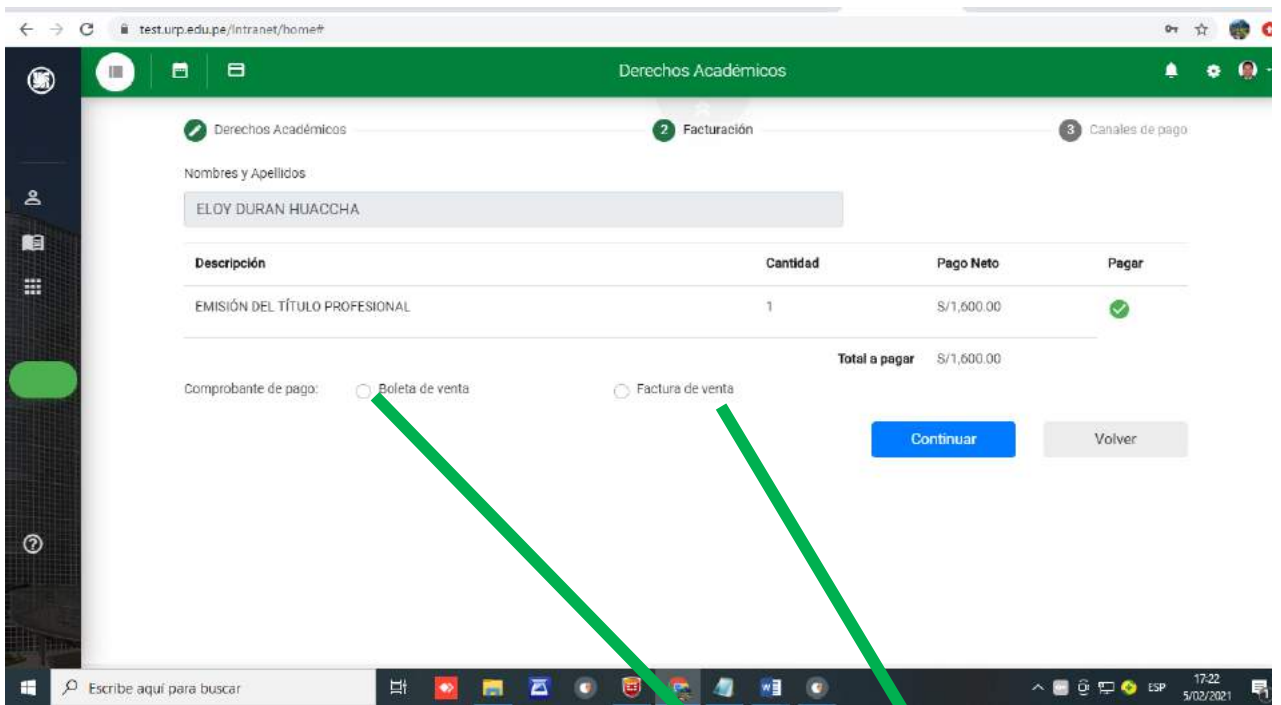 test.urp.edu.pe/intranet/home#
Derechos Académicos
Derechos Académicos
2 Facturación
3 Canales de pago
Nombres y Apellidos
ELOY DURAN HUACCHA
Descripción Cantidad Pago Neto Pagar
EMISIÓN DEL TÍTULO PROFESIONAL 1 S/1,600.00
Total a pagar S/1,600.00
Comprobante de pago: Boleta de venta Factura de venta
Continuar Volver
Escribe aquí para buscar ESP 17:22
5/02/2021